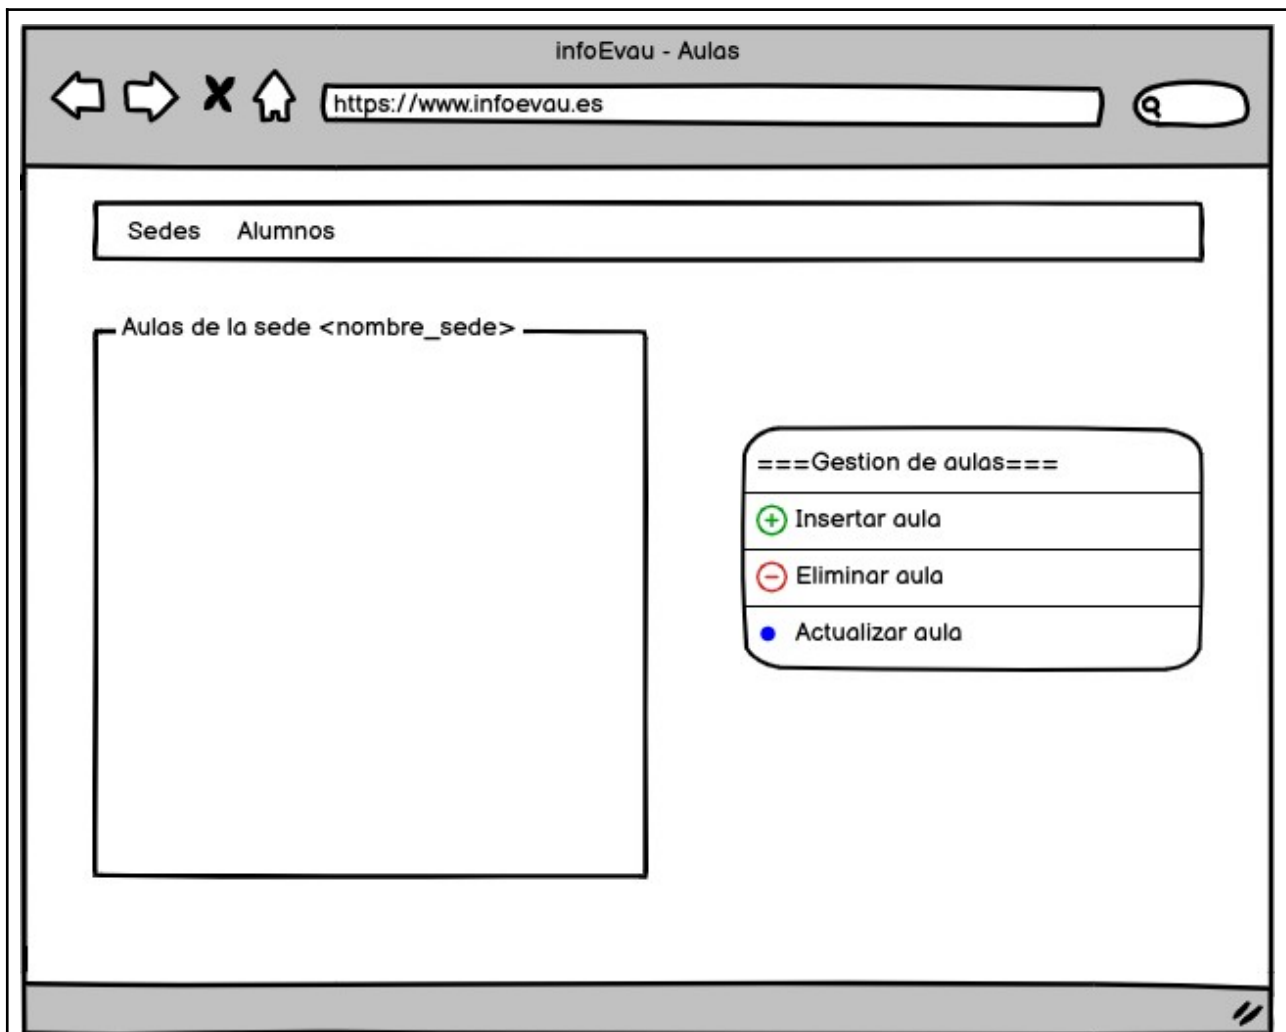 infoEvau - Aulas
https://www.infoevau.es
Sedes Alumnos
Aulas de la sede <nombre_sede>
===Gestion de aulas===
Insertar aula
Eliminar aula
Actualizar aula